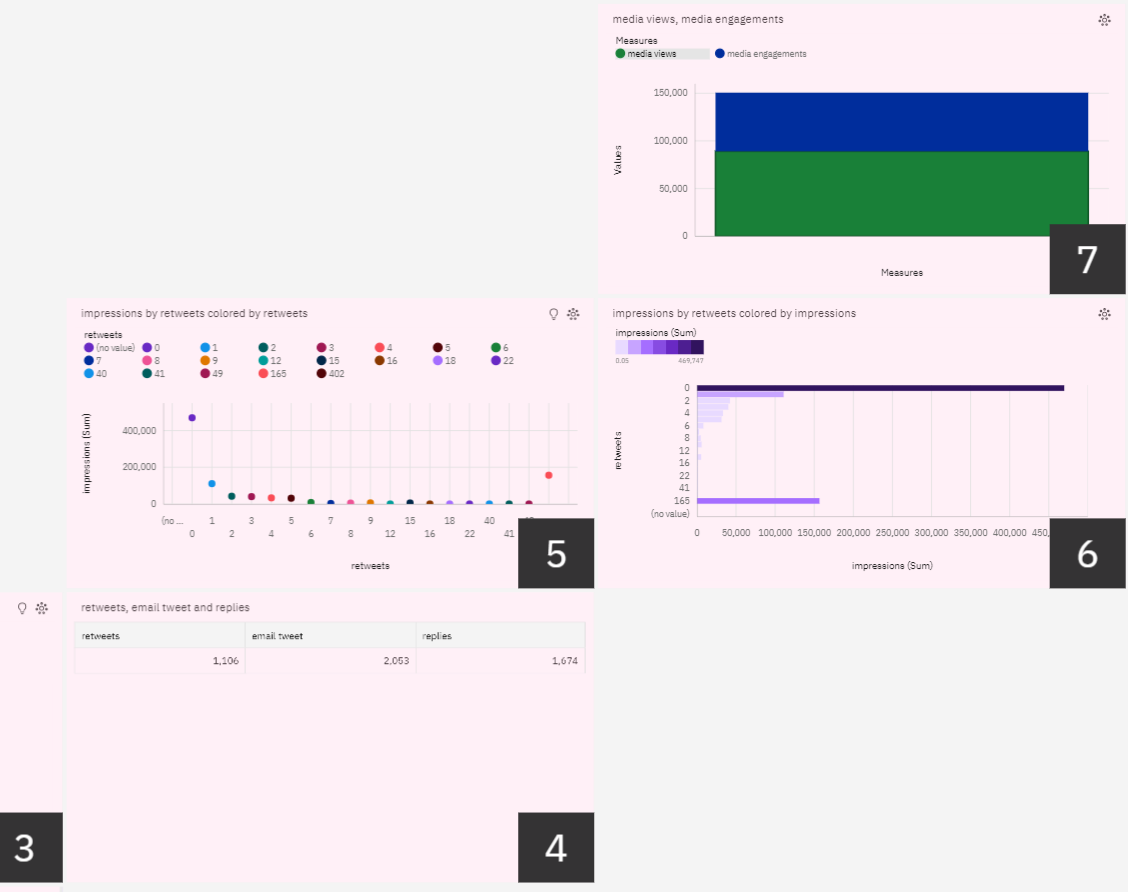 media views, media engagements
Measures
media views media engagements
150,000
100,000
50,000
0
Values
Measures
7
impressions by retweets colored by retweets
retweets
(no value) 0 1 2 3 4 5 6
7 8 9 12 15 16 18 22
40 41 49 165 402
400,000
200,000
0
impressions (Sum)
(no ... 1 3 5 7 9 15 18 40
0 2 4 6 8 12 16 22 41
retweets
5
impressions by retweets colored by impressions
impressions (Sum)
0.05 469,747
0
2
4
6
8
12
16
22
41
165
(no value)
retweets
0 50,000 100,000 150,000 200,000 250,000 300,000 350,000 400,000
impressions (Sum)
6
3
retweets, email tweet and replies
retweets email tweet replies
1,106 2,053 1,674
4